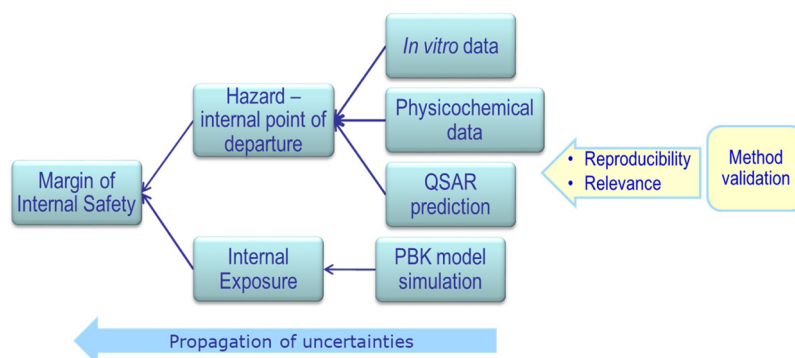 In vitro data
Hazard –
internal point of
departure
Physicochemical
data
• Reproducibility
• Relevance
Method
validation
Margin of
Internal Safety
QSAR
prediction
Internal
Exposure
PBK model
simulation
Propagation of uncertainties